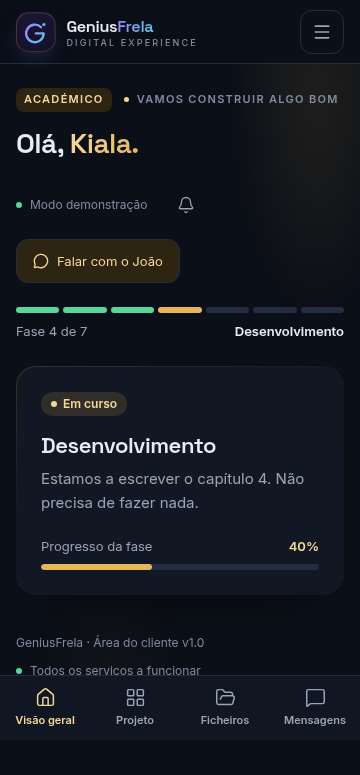 GeniusFrela
DIGITAL EXPERIENCE
ACADÉMICO
VAMOS CONSTRUIR ALGO BOM
Olá, Kiala.
Modo demonstração
Falar com o João
Fase 4 de 7
Desenvolvimento
Em curso
Desenvolvimento
Estamos a escrever o capítulo 4. Não
precisa de fazer nada.
Progresso da fase
40%
GeniusFrela · Área do cliente v1.0
Todos os serviços a funcionar
Visão geral
Projeto
Ficheiros
Mensagens